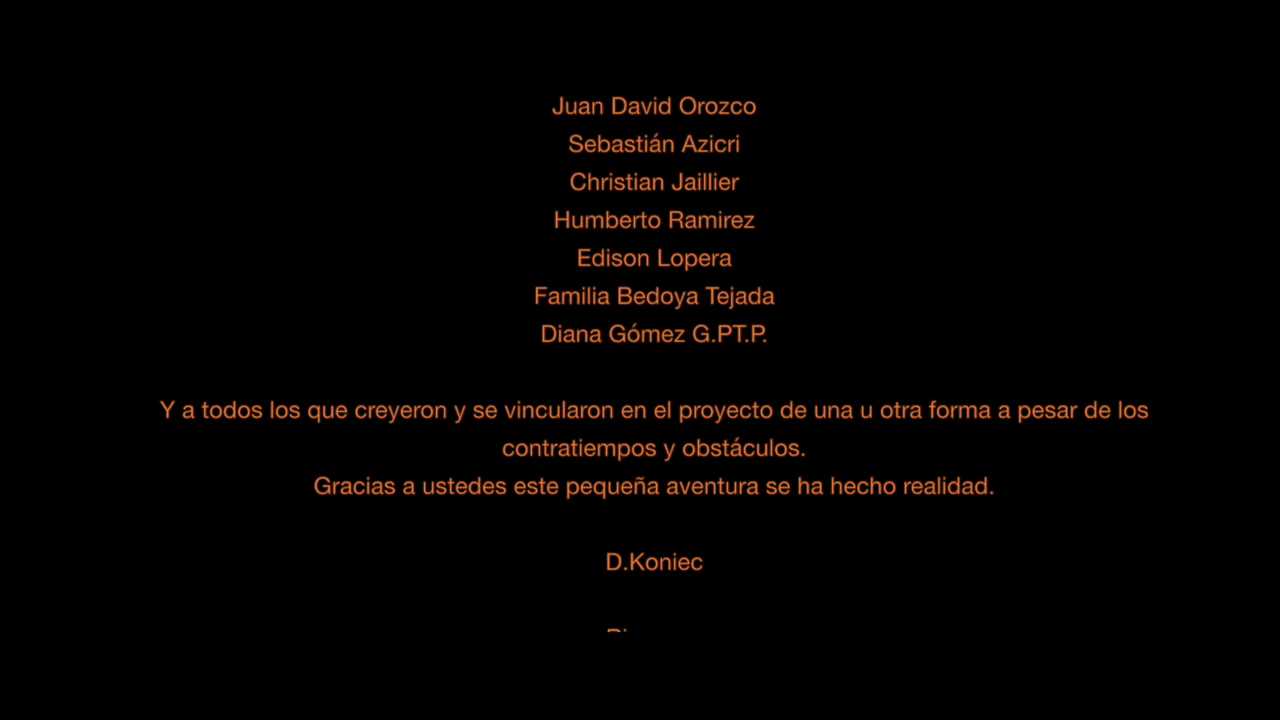 Juan David Orozco
Sebastián Azicri
Christian Jaillier
Humberto Ramirez
Edison Lopera
Familia Bedoya Tejada
Diana Gómez G.PT.P.
Y a todos los que creyeron y se vincularon en el proyecto de una u otra forma a pesar de los
contratiempos y obstáculos.
Gracias a ustedes este pequeña aventura se ha hecho realidad.
D.Koniec